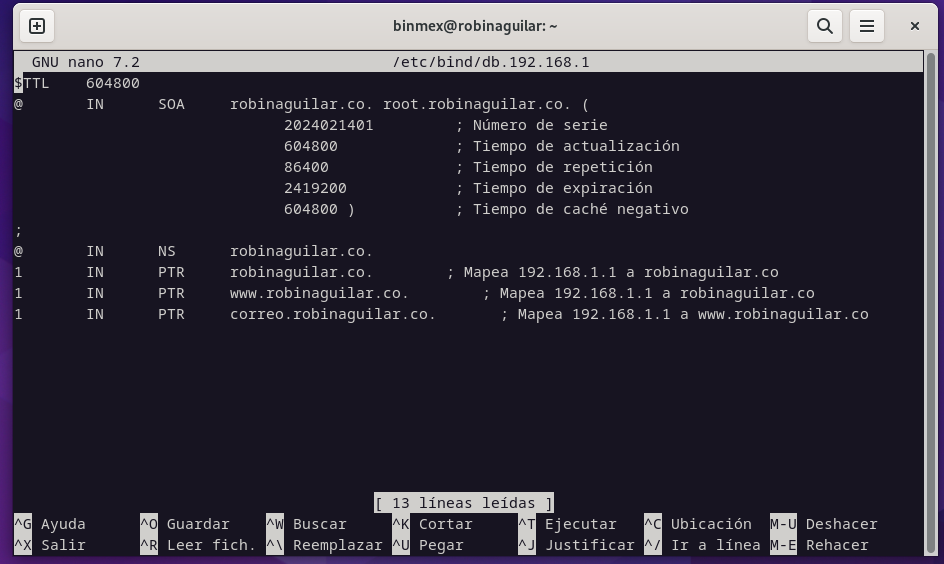 binmex@robinaguilar: ~
GNU nano 7.2 /etc/bind/db.192.168.1
$TTL 604800
@ IN SOA robinaguilar.co. root.robinaguilar.co. (
2024021401 ; Número de serie
604800 ; Tiempo de actualización
86400 ; Tiempo de repetición
2419200 ; Tiempo de expiración
604800 ) ; Tiempo de caché negativo
;
@ IN NS robinaguilar.co.
1 IN PTR robinaguilar.co. ; Mapea 192.168.1.1 a robinaguilar.co
1 IN PTR www.robinaguilar.co. ; Mapea 192.168.1.1 a robinaguilar.co
1 IN PTR correo.robinaguilar.co. ; Mapea 192.168.1.1 a www.robinaguilar.co
[ 13 líneas leídas ]
^G Ayuda ^O Guardar ^W Buscar ^K Cortar ^T Ejecutar ^C Ubicación M-U Deshacer
^X Salir ^R Leer fich. ^\ Reemplazar ^U Pegar ^J Justificar ^/ Ir a línea M-E Rehacer